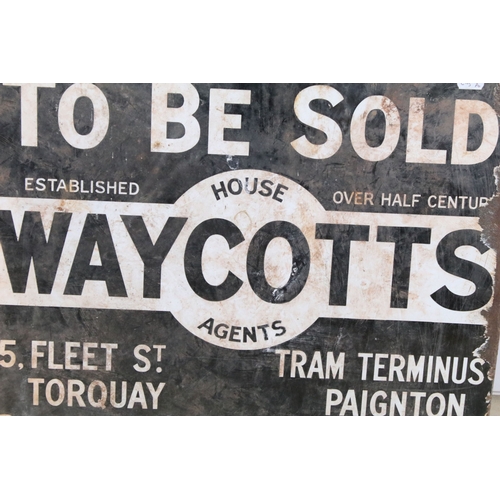 TO BE SOLD
ESTABLISHED HOUSE OVER HALF CENTUR
WAYCOTTS
AGENTS
5, FLEET ST. TRAM TERMINUS
TORQUAY PAIGNTON